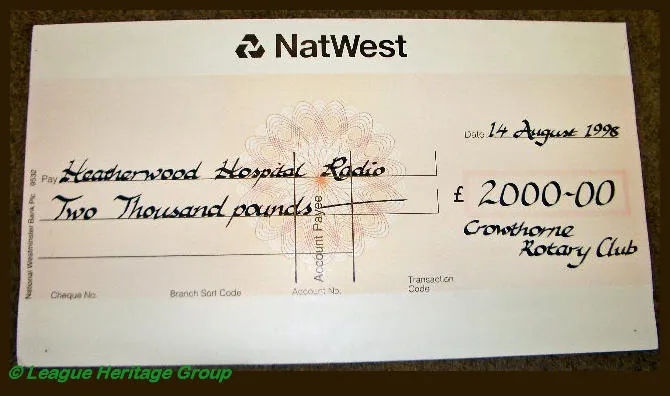 NatWest
Date 14 August 1998
Pay Heatherwood Hospital Radio
Two Thousand pounds
£ 2000-00
Crowthorne
Rotary Club
Account Payee
National Westminster Bank Plc 9532
Cheque No. Branch Sort Code Account No. Transaction Code
© League Heritage Group